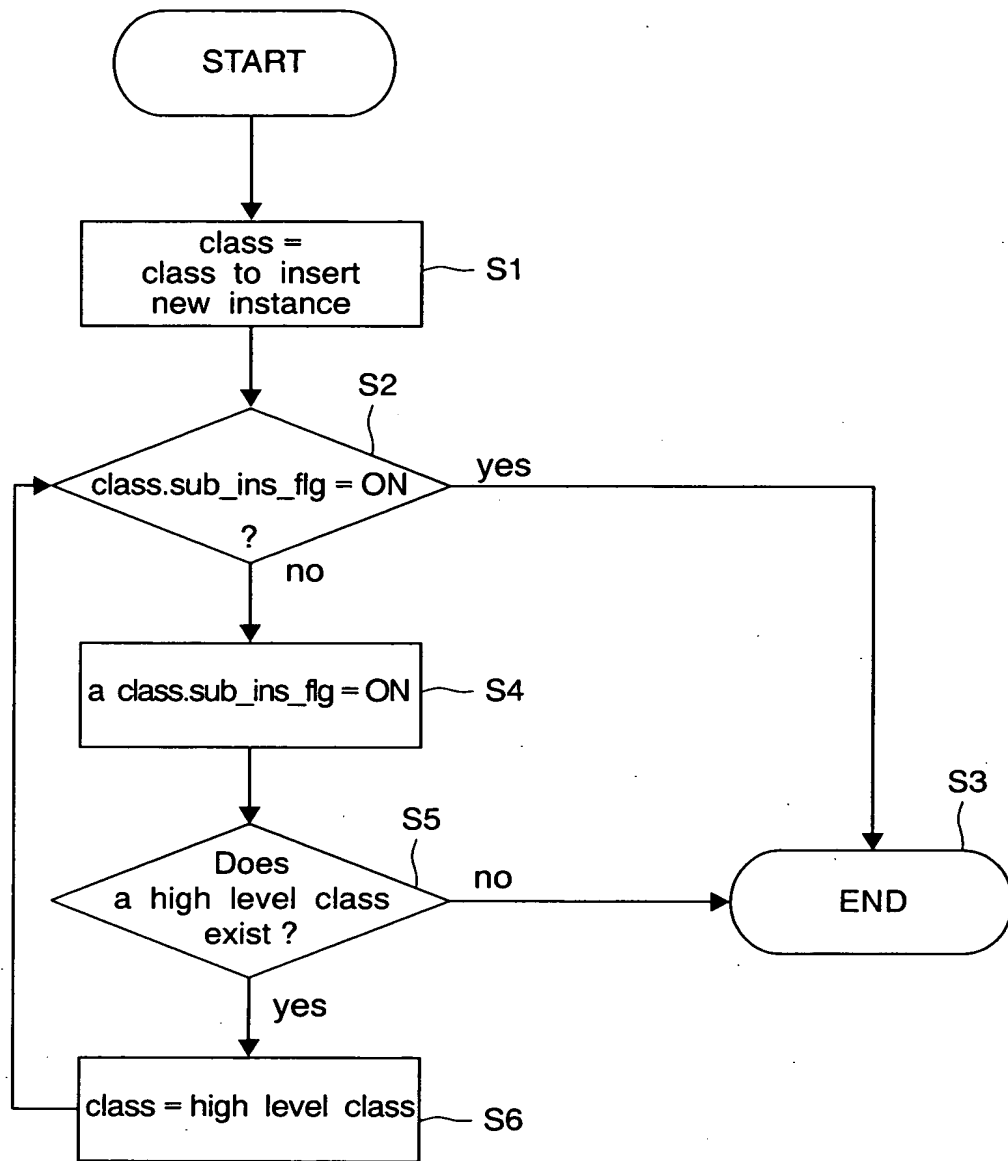 START
class =
class to insert
new instance
S1
S2
class.sub_ins_flg = ON
?
yes
no
a class.sub_ins_flg = ON
S4
S5
Does
a high level class
exist ?
no
S3
END
yes
class = high level class
S6